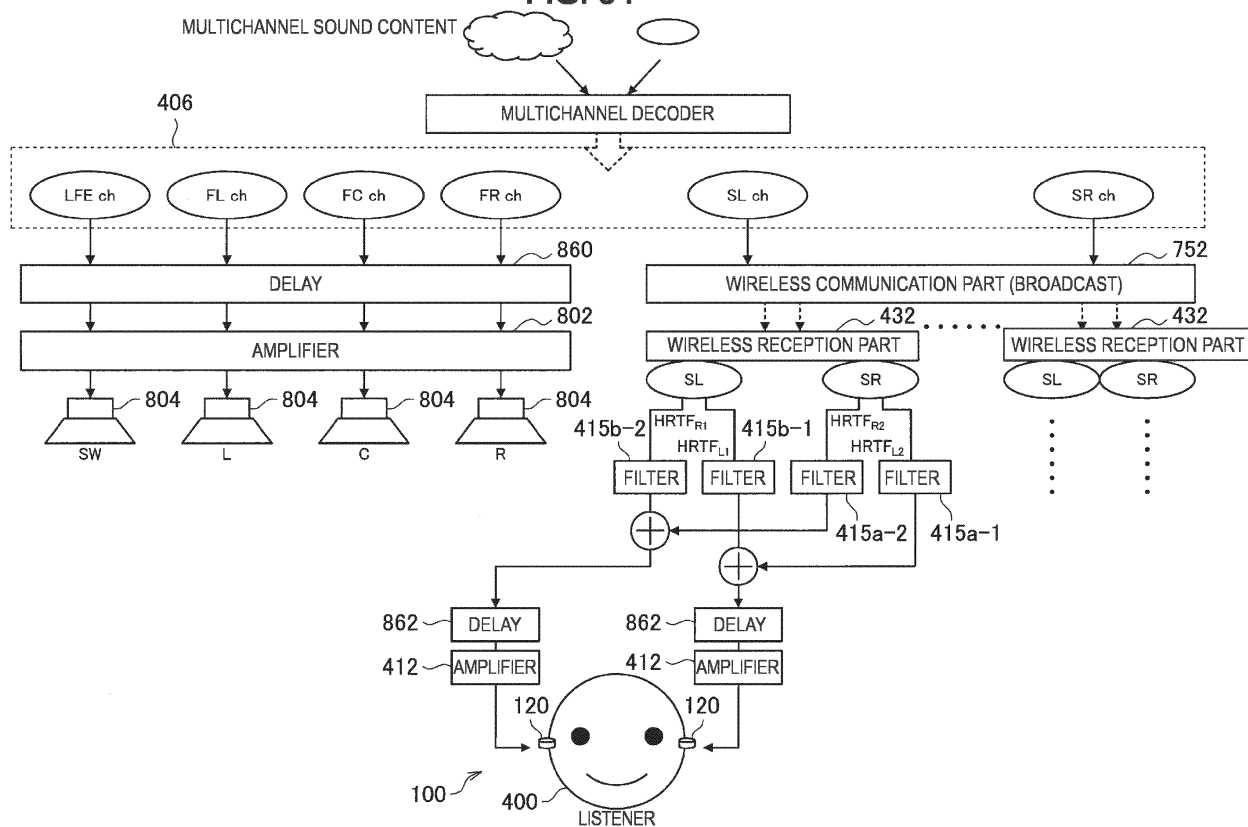 MULTICHANNEL SOUND CONTENT
406
MULTICHANNEL DECODER
LFE ch
FL ch
FC ch
FR ch
SL ch
SR ch
860
752
DELAY
WIRELESS COMMUNICATION PART (BROADCAST)
802
432
432
AMPLIFIER
WIRELESS RECEPTION PART
WIRELESS RECEPTION PART
SL
SR
SL
SR
804
804
804
804
SW
L
C
R
415b-2
HRTFR1
HRTFL1
415b-1
HRTFR2
HRTFL2
FILTER
FILTER
FILTER
FILTER
415a-2
415a-1
862
DELAY
862
DELAY
412
AMPLIFIER
412
AMPLIFIER
120
120
100
400
LISTENER